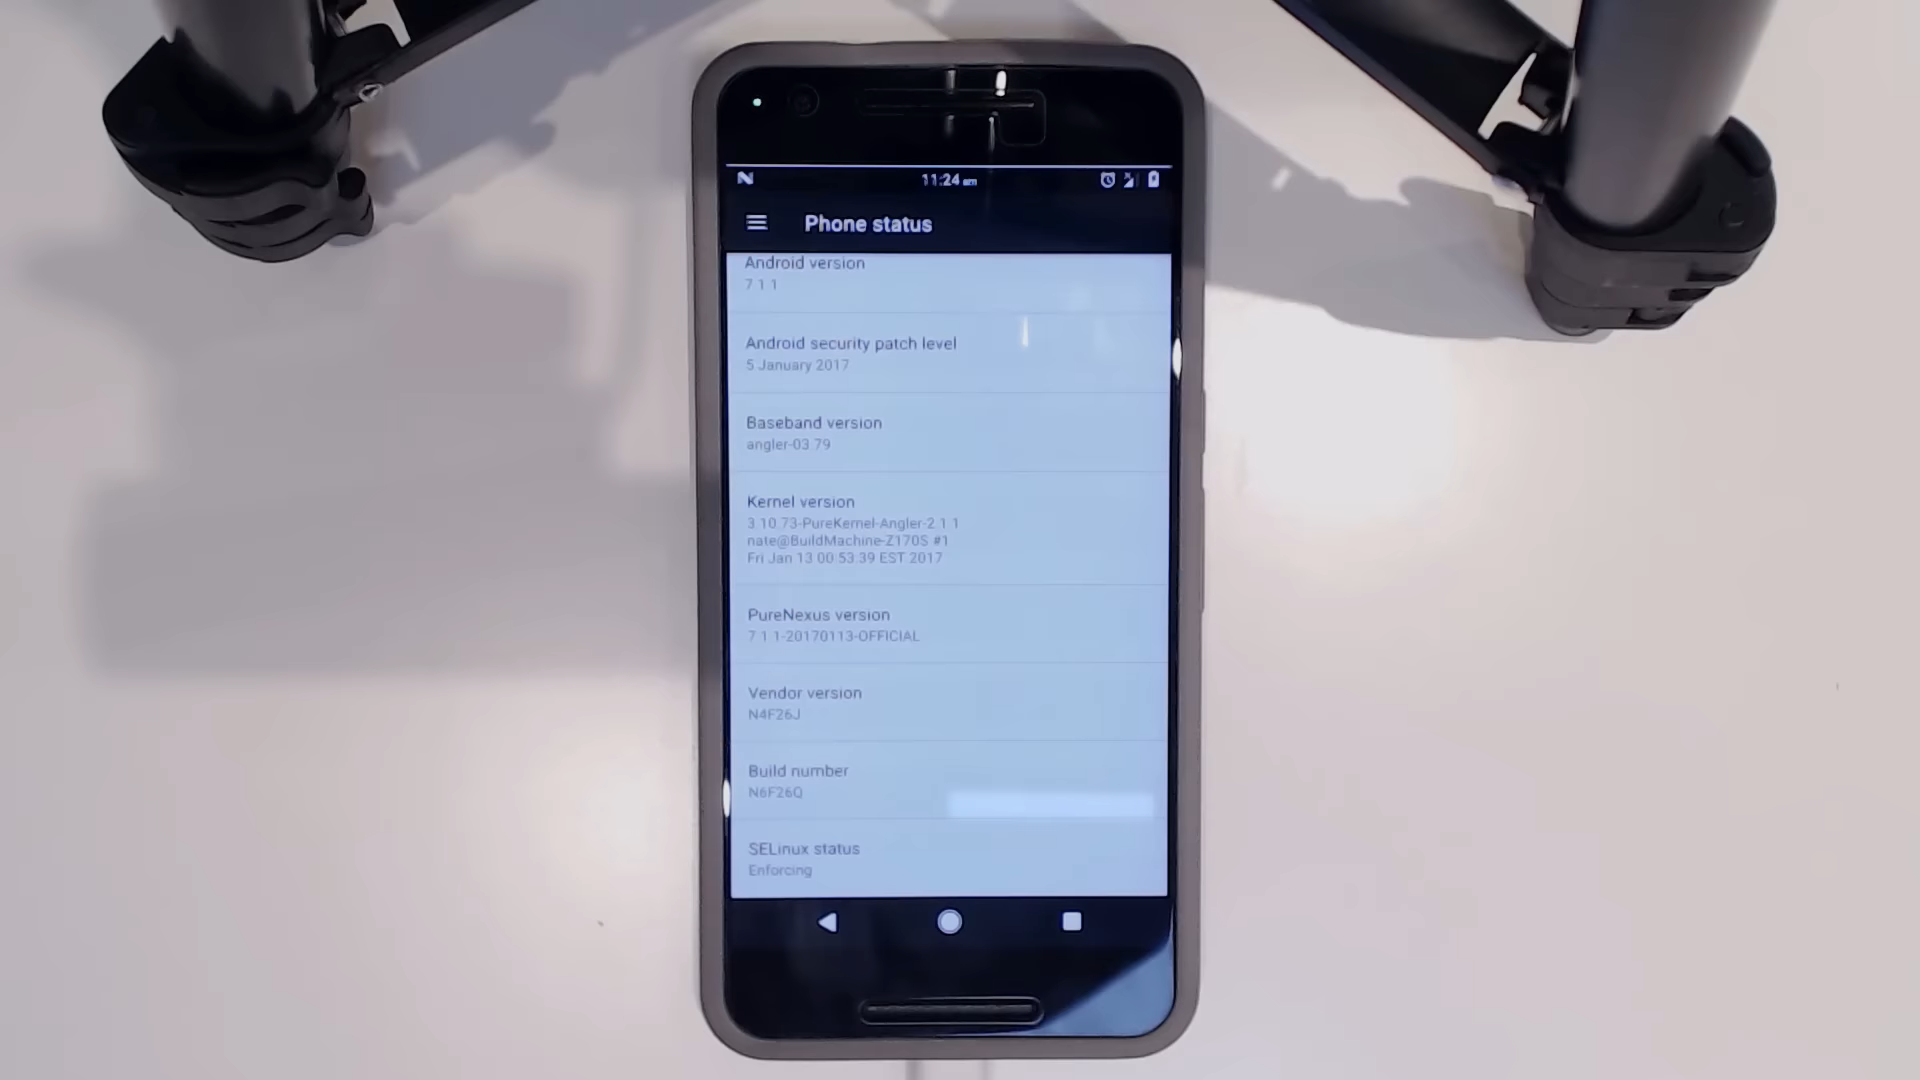 11:24 am
Phone status
Android version
7.1.1
Android security patch level
5 January 2017
Baseband version
angler-03.79
Kernel version
3.10.73-PureKernel-Angler-2.1.1
nate@BuildMachine-Z170S #1
Fri Jan 13 00:53:39 EST 2017
PureNexus version
7.1.1-20170113-OFFICIAL
Vendor version
N4F26J
Build number
N6F26Q
SELinux status
Enforcing